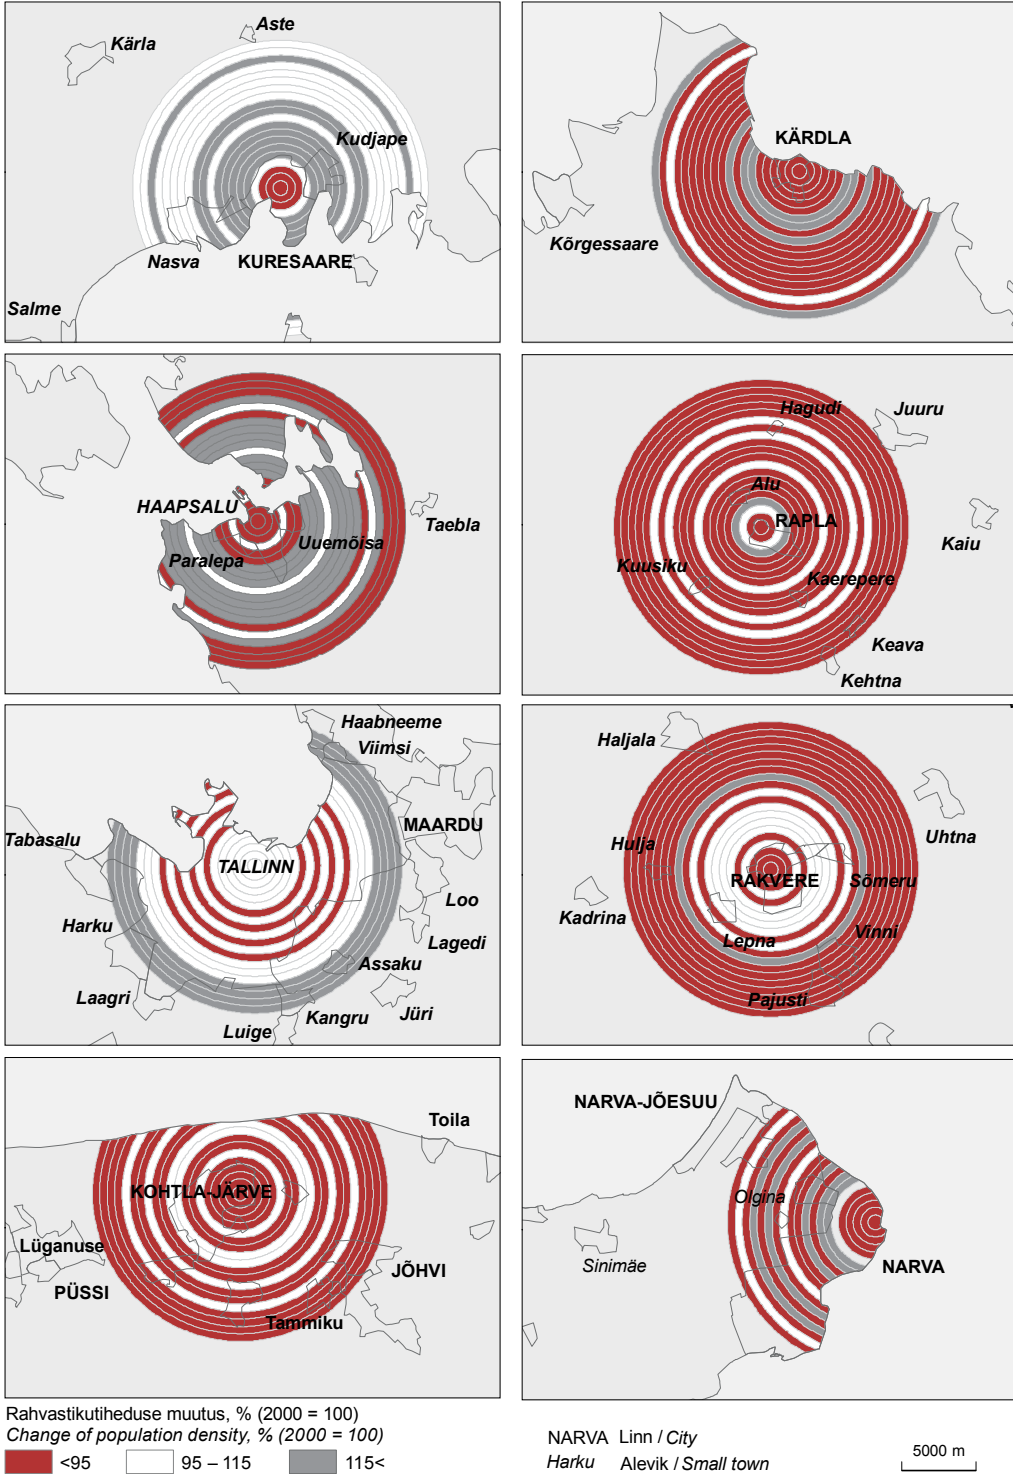 Aste
Kärla
Kudjape
Nasva
KURESAARE
Salme
KÄRDLA
Kõrgessaare
HAAPSALU
Taebla
Uuemõisa
Paralepa
Hagudi
Juuru
Alu
RAPLA
Kaiu
Kuusiku
Kaerepere
Keava
Kehtna
Haabneeme
Viimsi
MAARDU
Tabasalu
TALLINN
Loo
Harku
Lagedi
Assaku
Laagri
Kangru
Jüri
Luige
Haljala
Uhtna
Hulja
RAKVERE
Sõmeru
Kadrina
Vinni
Lepna
Pajusti
Toila
KOHTLA-JÄRVE
Lüganuse
JÕHVI
PÜSSI
Tammiku
NARVA-JÕESUU
Olgina
Sinimäe
NARVA
Rahvastikutiheduse muutus, % (2000 = 100)
Change of population density, % (2000 = 100)
<95
95 – 115
115<
NARVA Linn / City
Harku Alevik / Small town
5000 m